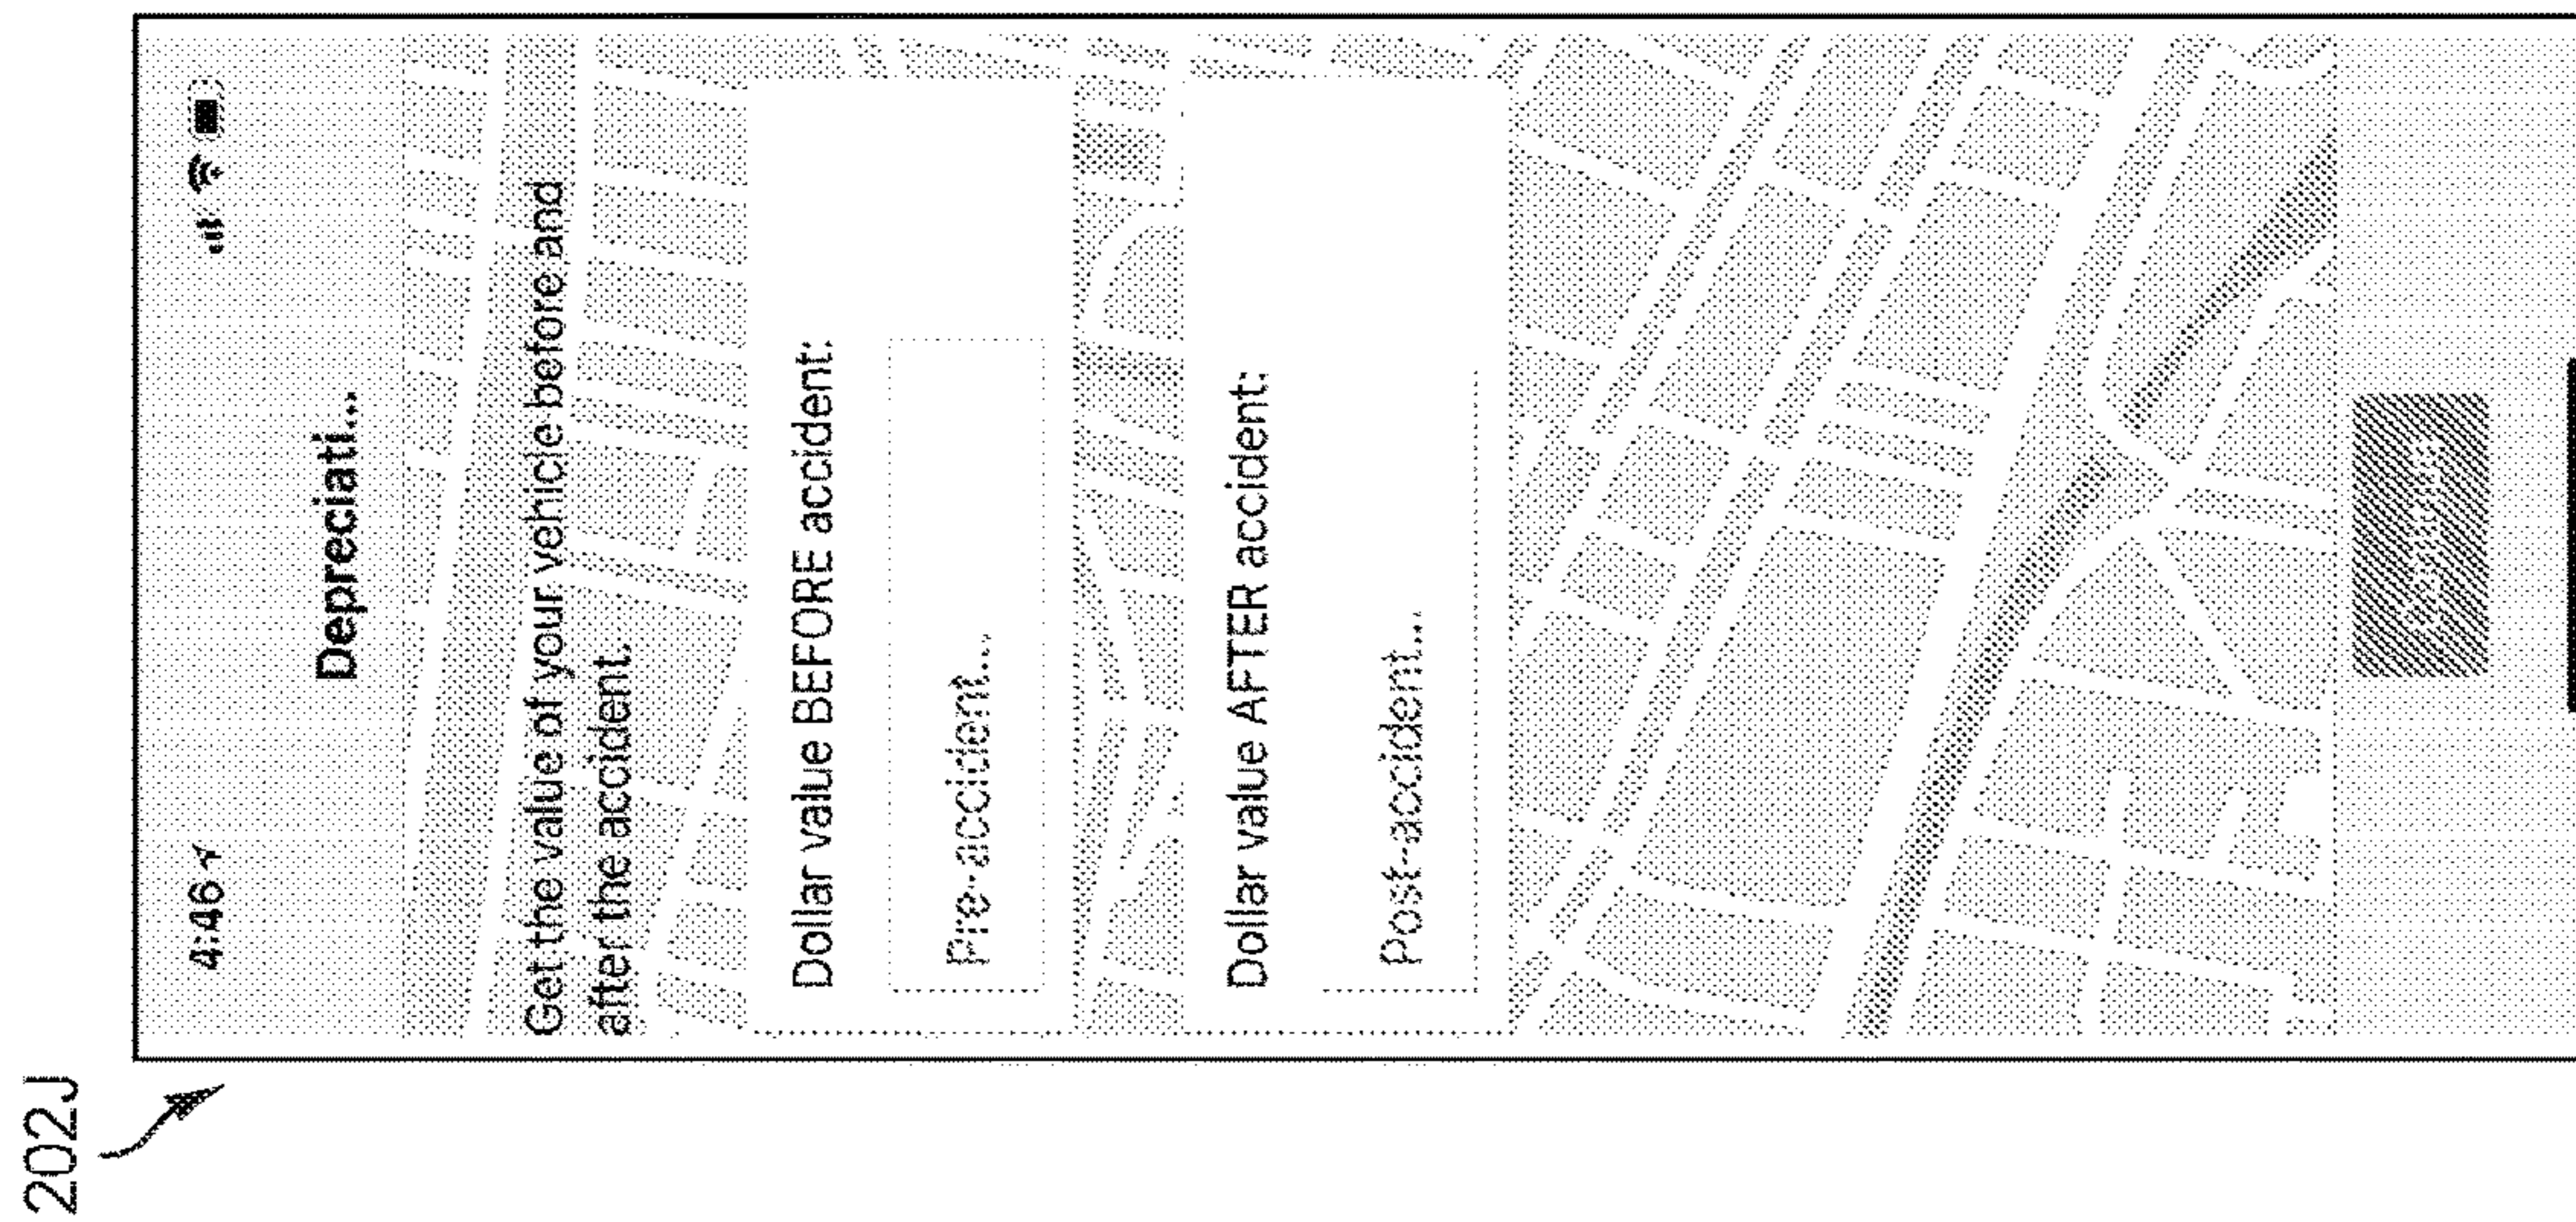 202J
4:46
Depreciati...
Get the value of your vehicle before and
after the accident.
Dollar value BEFORE accident:
Pre-accident...
Dollar value AFTER accident:
Post-accident...